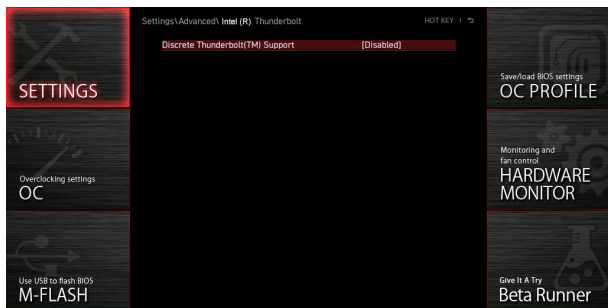 Settings\Advanced\ Intel (R) Thunderbolt
HOT KEY | ⮌
Discrete Thunderbolt(TM) Support [Disabled]
SETTINGS
Overclocking settings
OC
Use USB to flash BIOS
M-FLASH
Save/load BIOS settings
OC PROFILE
Monitoring and
fan control
HARDWARE
MONITOR
Give It A Try
Beta Runner